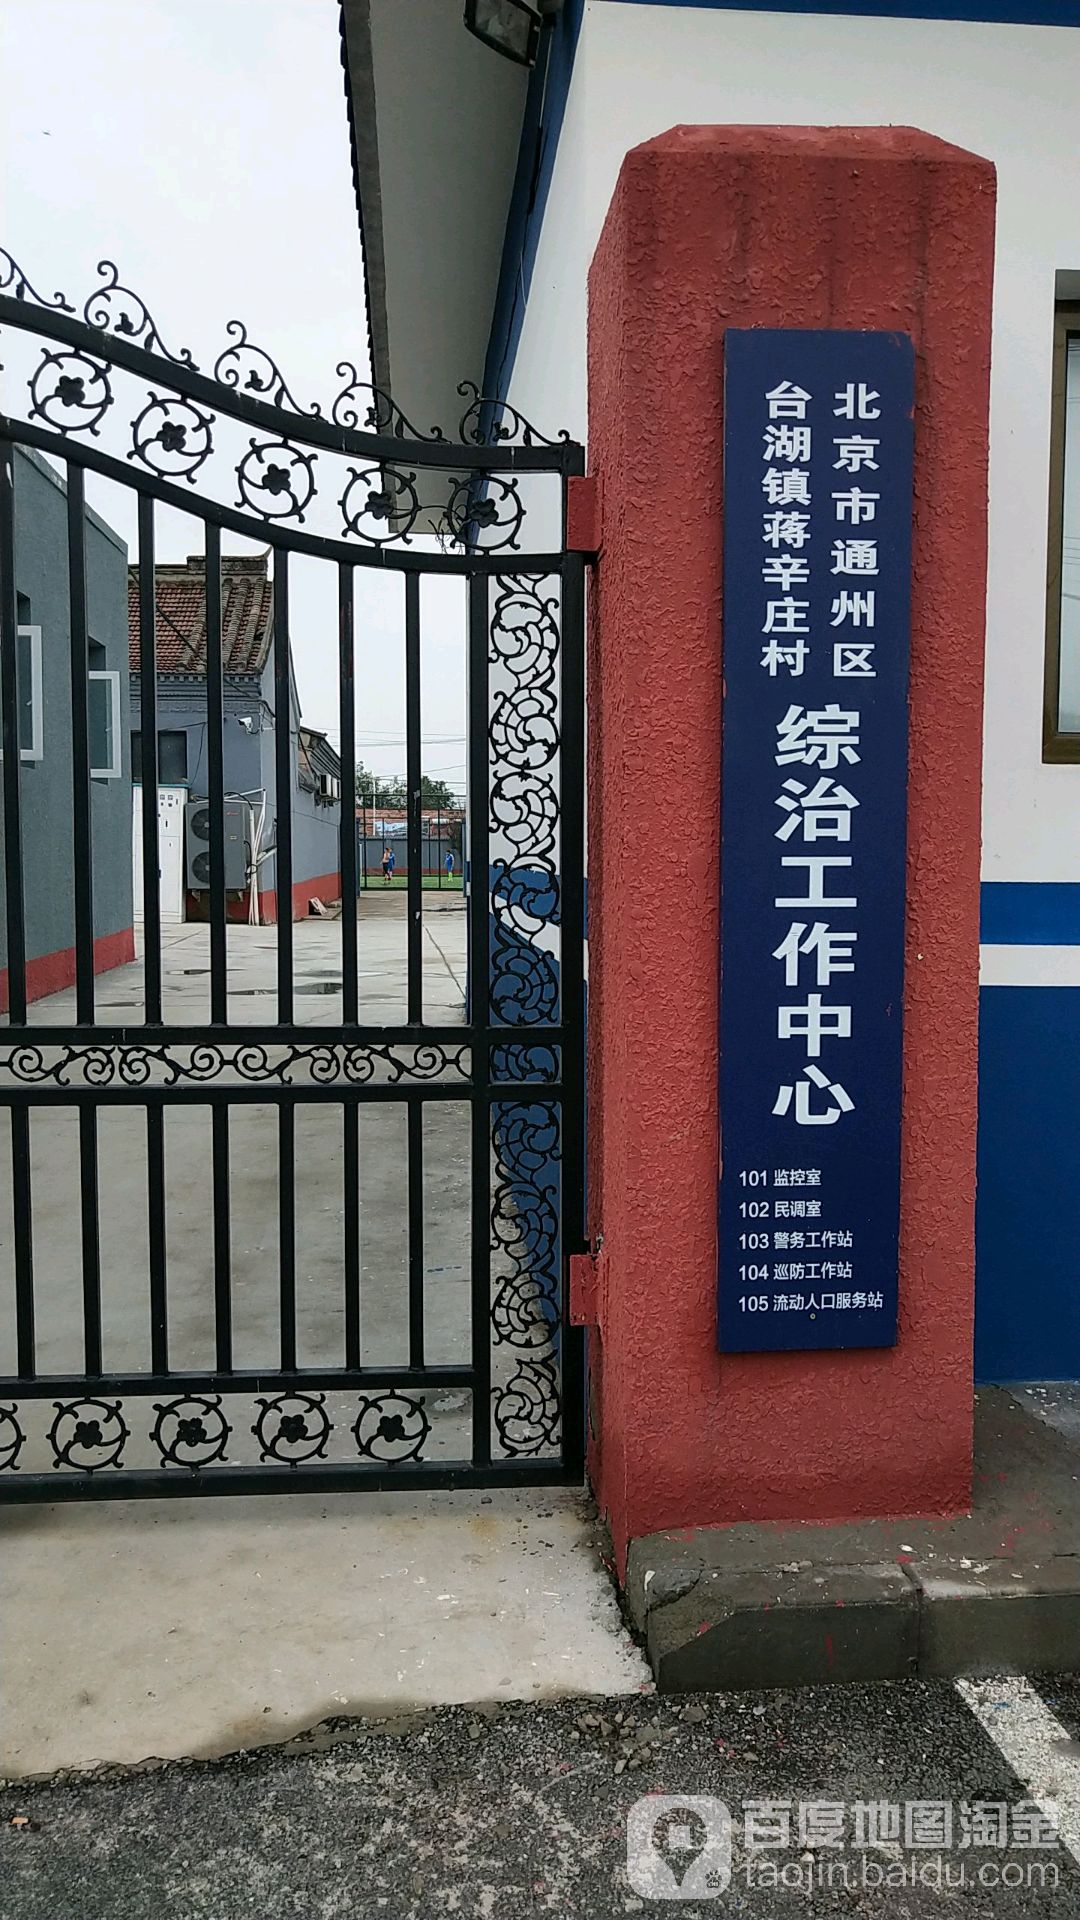 北京市通州区
台湖镇蒋辛庄村
综治工作中心
101 监控室
102 民调室
103 警务工作站
104 巡防工作站
105 流动人口服务站
百度地图淘金
taojin.baidu.com